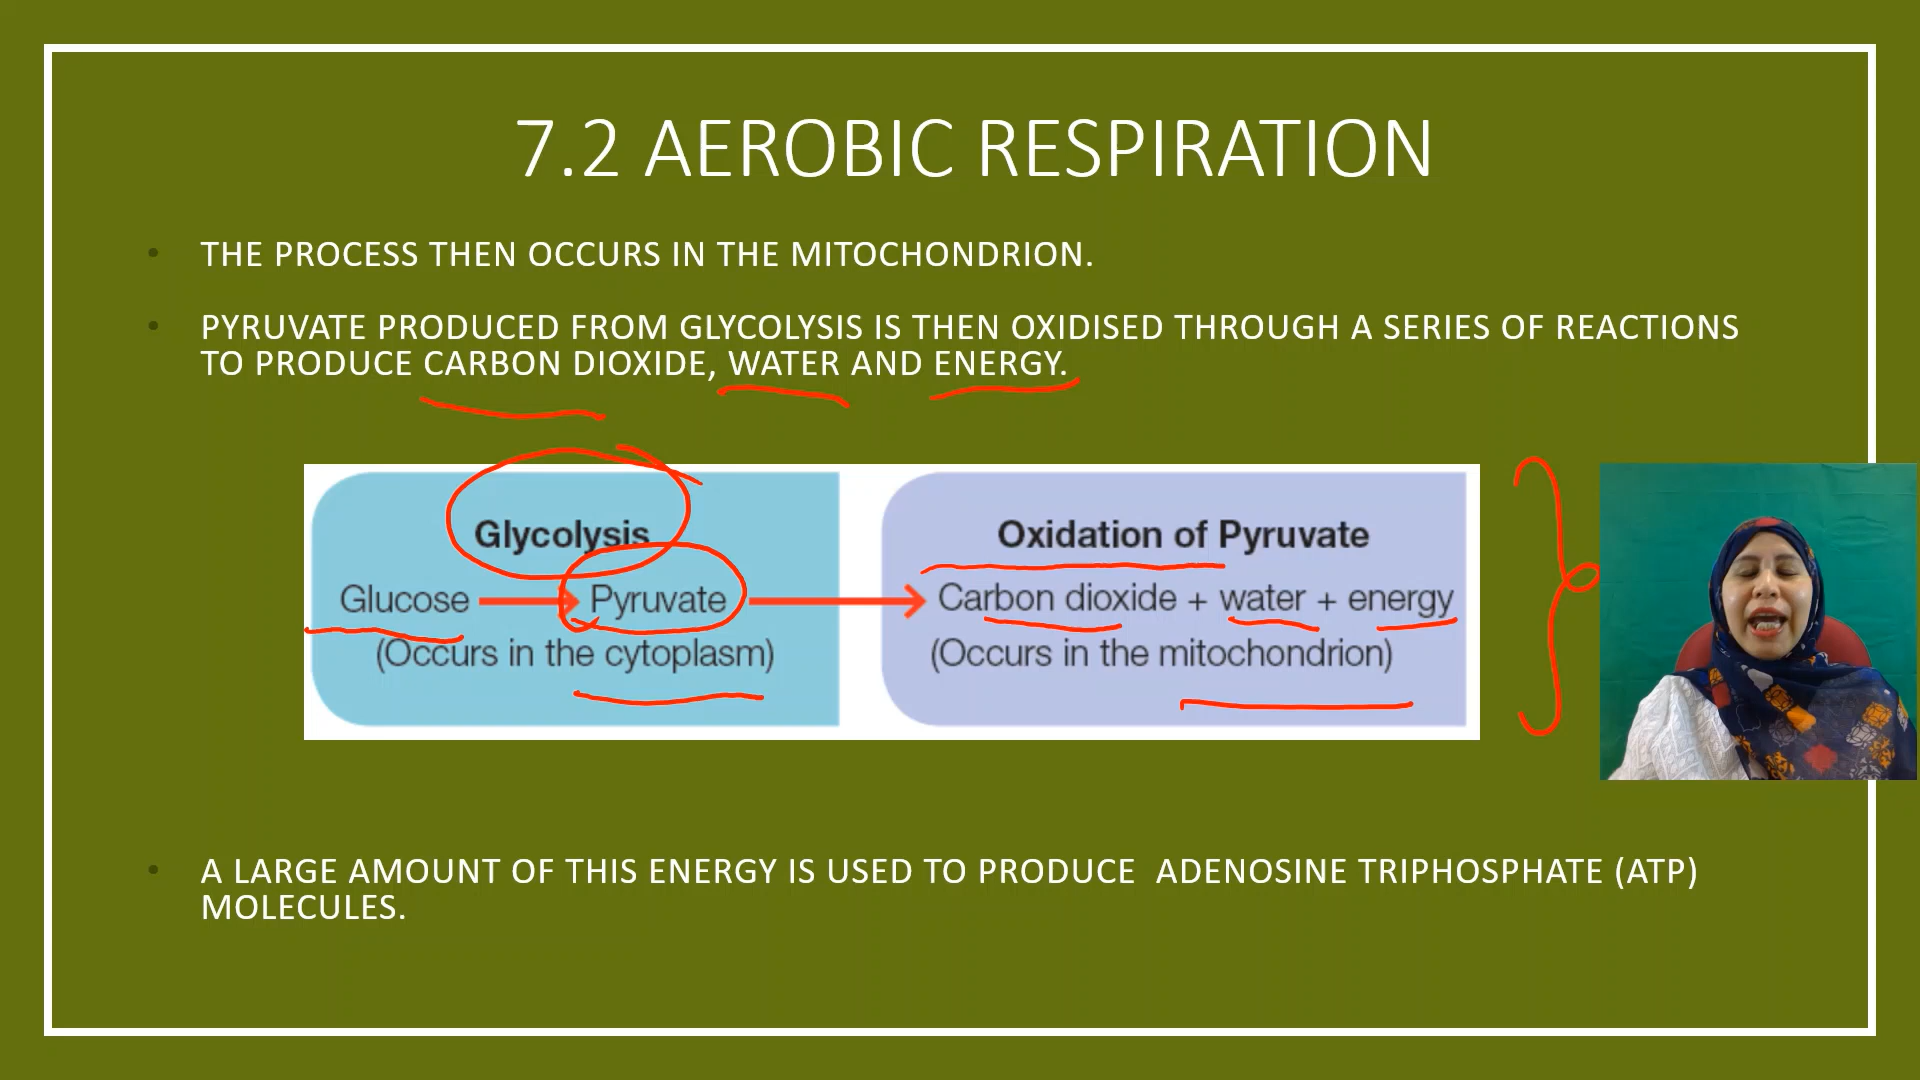 7.2 AEROBIC RESPIRATION
• THE PROCESS THEN OCCURS IN THE MITOCHONDRION.
• PYRUVATE PRODUCED FROM GLYCOLYSIS IS THEN OXIDISED THROUGH A SERIES OF REACTIONS
TO PRODUCE CARBON DIOXIDE, WATER AND ENERGY.
Glycolysis
Glucose → Pyruvate →
(Occurs in the cytoplasm)
Oxidation of Pyruvate
Carbon dioxide + water + energy
(Occurs in the mitochondrion)
• A LARGE AMOUNT OF THIS ENERGY IS USED TO PRODUCE ADENOSINE TRIPHOSPHATE (ATP)
MOLECULES.